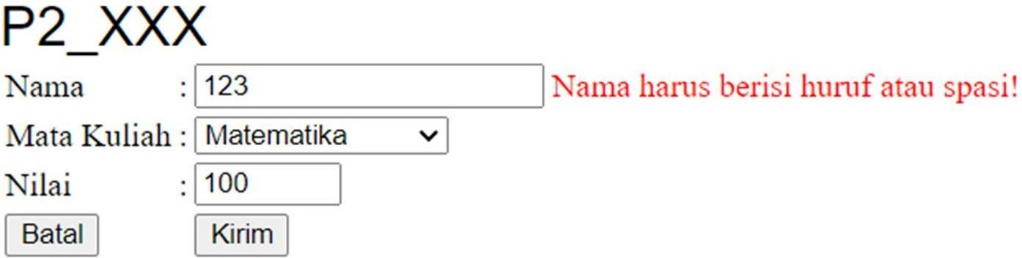 P2_XXX
Nama : 123 Nama harus berisi huruf atau spasi!
Mata Kuliah : Matematika
Nilai : 100
Batal Kirim